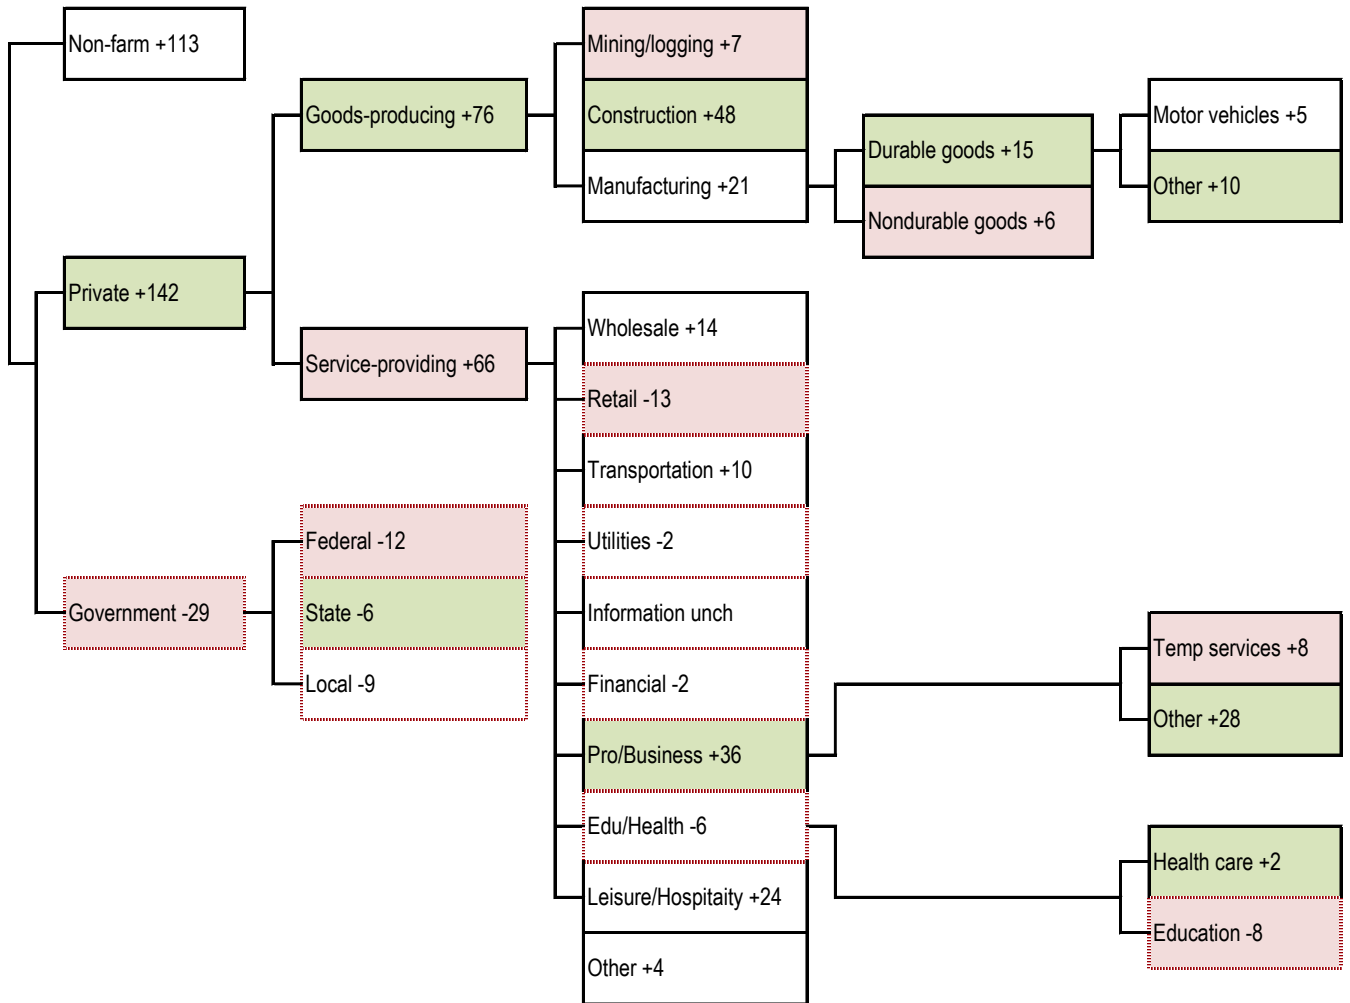 Non-farm +113
Mining/logging +7
Goods-producing +76
Construction +48
Motor vehicles +5
Durable goods +15
Manufacturing +21
Other +10
Nondurable goods +6
Private +142
Wholesale +14
Service-providing +66
Retail -13
Transportation +10
Federal -12
Utilities -2
Government -29
State -6
Information unch
Temp services +8
Local -9
Financial -2
Other +28
Pro/Business +36
Edu/Health -6
Health care +2
Leisure/Hospitaity +24
Education -8
Other +4